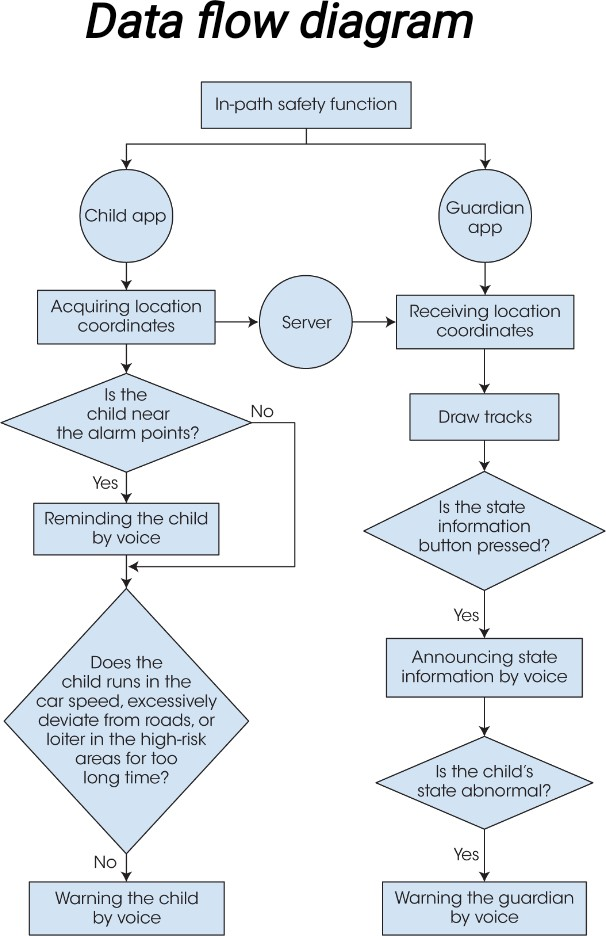 Data flow diagram
In-path safety function
Child app
Guardian
app
Acquiring location
coordinates
Server
Receiving location
coordinates
Is the
child near
the alarm points?
No
Draw tracks
Yes
Reminding the child
by voice
Is the state
information
button pressed?
Yes
Does the
child runs in the
car speed, excessively
deviate from roads, or
loiter in the high-risk
areas for too
long time?
Announcing state
information by voice
Is the child's
state abnormal?
No
Yes
Warning the child
by voice
Warning the guardian
by voice